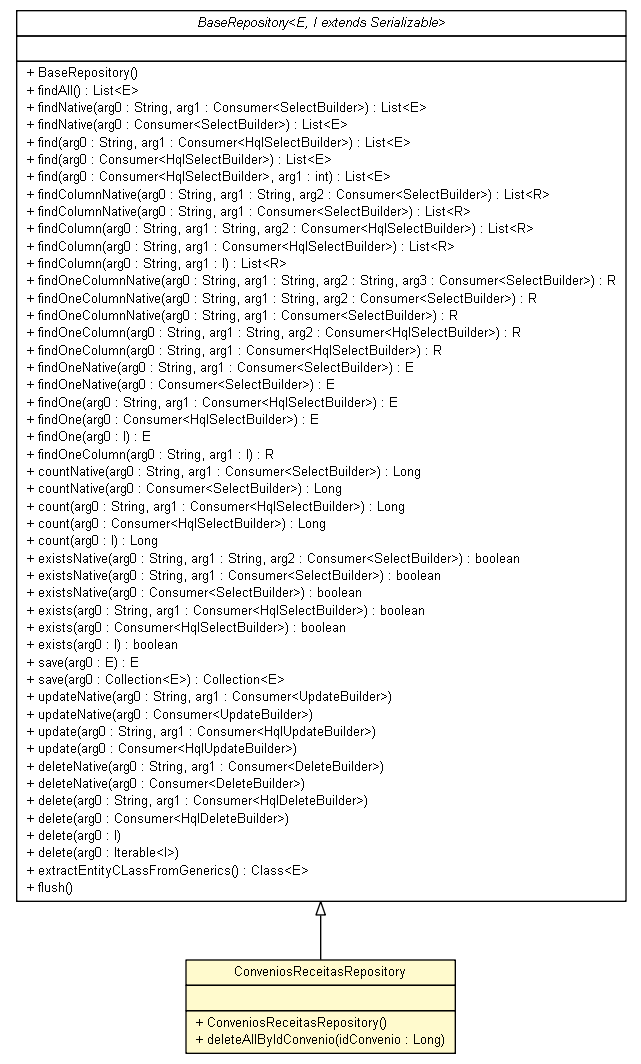 BaseRepository<E, I extends Serializable>
+ BaseRepository()
+ findAll() : List<E>
+ findNative(arg0 : String, arg1 : Consumer<SelectBuilder>) : List<E>
+ findNative(arg0 : Consumer<SelectBuilder>) : List<E>
+ find(arg0 : String, arg1 : Consumer<HqlSelectBuilder>) : List<E>
+ find(arg0 : Consumer<HqlSelectBuilder>) : List<E>
+ find(arg0 : Consumer<HqlSelectBuilder>, arg1 : int) : List<E>
+ findColumnNative(arg0 : String, arg1 : String, arg2 : Consumer<SelectBuilder>) : List<R>
+ findColumnNative(arg0 : String, arg1 : Consumer<SelectBuilder>) : List<R>
+ findColumn(arg0 : String, arg1 : String, arg2 : Consumer<HqlSelectBuilder>) : List<R>
+ findColumn(arg0 : String, arg1 : Consumer<HqlSelectBuilder>) : List<R>
+ findColumn(arg0 : String, arg1 : I) : List<R>
+ findOneColumnNative(arg0 : String, arg1 : String, arg2 : String, arg3 : Consumer<SelectBuilder>) : R
+ findOneColumnNative(arg0 : String, arg1 : String, arg2 : Consumer<SelectBuilder>) : R
+ findOneColumnNative(arg0 : String, arg1 : Consumer<SelectBuilder>) : R
+ findOneColumn(arg0 : String, arg1 : String, arg2 : Consumer<HqlSelectBuilder>) : R
+ findOneColumn(arg0 : String, arg1 : Consumer<HqlSelectBuilder>) : R
+ findOneNative(arg0 : String, arg1 : Consumer<SelectBuilder>) : E
+ findOneNative(arg0 : Consumer<SelectBuilder>) : E
+ findOne(arg0 : String, arg1 : Consumer<HqlSelectBuilder>) : E
+ findOne(arg0 : Consumer<HqlSelectBuilder>) : E
+ findOne(arg0 : I) : E
+ findOneColumn(arg0 : String, arg1 : I) : R
+ countNative(arg0 : String, arg1 : Consumer<SelectBuilder>) : Long
+ countNative(arg0 : Consumer<SelectBuilder>) : Long
+ count(arg0 : String, arg1 : Consumer<HqlSelectBuilder>) : Long
+ count(arg0 : Consumer<HqlSelectBuilder>) : Long
+ count(arg0 : I) : Long
+ existsNative(arg0 : String, arg1 : String, arg2 : Consumer<SelectBuilder>) : boolean
+ existsNative(arg0 : String, arg1 : Consumer<SelectBuilder>) : boolean
+ existsNative(arg0 : Consumer<SelectBuilder>) : boolean
+ exists(arg0 : String, arg1 : Consumer<HqlSelectBuilder>) : boolean
+ exists(arg0 : Consumer<HqlSelectBuilder>) : boolean
+ exists(arg0 : I) : boolean
+ save(arg0 : E) : E
+ save(arg0 : Collection<E>) : Collection<E>
+ updateNative(arg0 : String, arg1 : Consumer<UpdateBuilder>)
+ updateNative(arg0 : Consumer<UpdateBuilder>)
+ update(arg0 : String, arg1 : Consumer<HqlUpdateBuilder>)
+ update(arg0 : Consumer<HqlUpdateBuilder>)
+ deleteNative(arg0 : String, arg1 : Consumer<DeleteBuilder>)
+ deleteNative(arg0 : Consumer<DeleteBuilder>)
+ delete(arg0 : String, arg1 : Consumer<HqlDeleteBuilder>)
+ delete(arg0 : Consumer<HqlDeleteBuilder>)
+ delete(arg0 : I)
+ delete(arg0 : Iterable<I>)
+ extractEntityCLassFromGenerics() : Class<E>
+ flush()
ConveniosReceitasRepository
+ ConveniosReceitasRepository()
+ deleteAllByIdConvenio(idConvenio : Long)